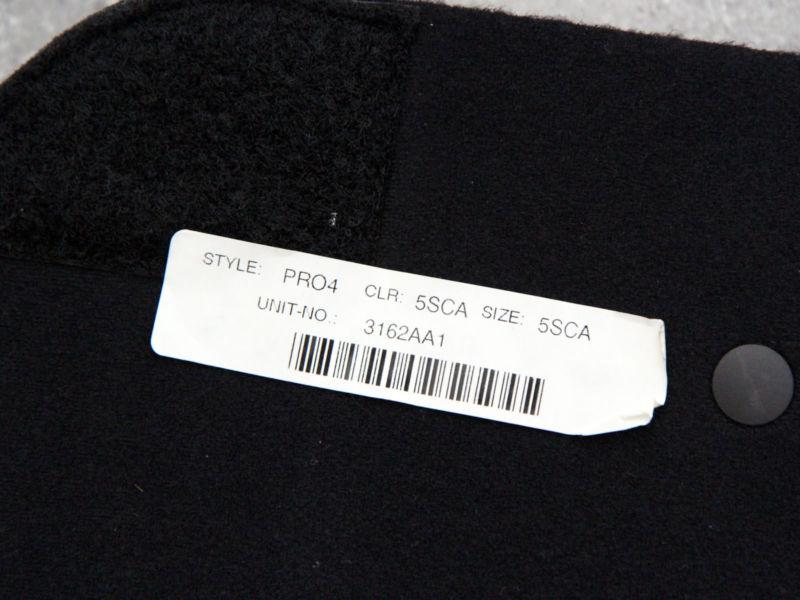 STYLE: PRO4 CLR: 5SCA SIZE: 5SCA
UNIT-NO.: 3162AA1